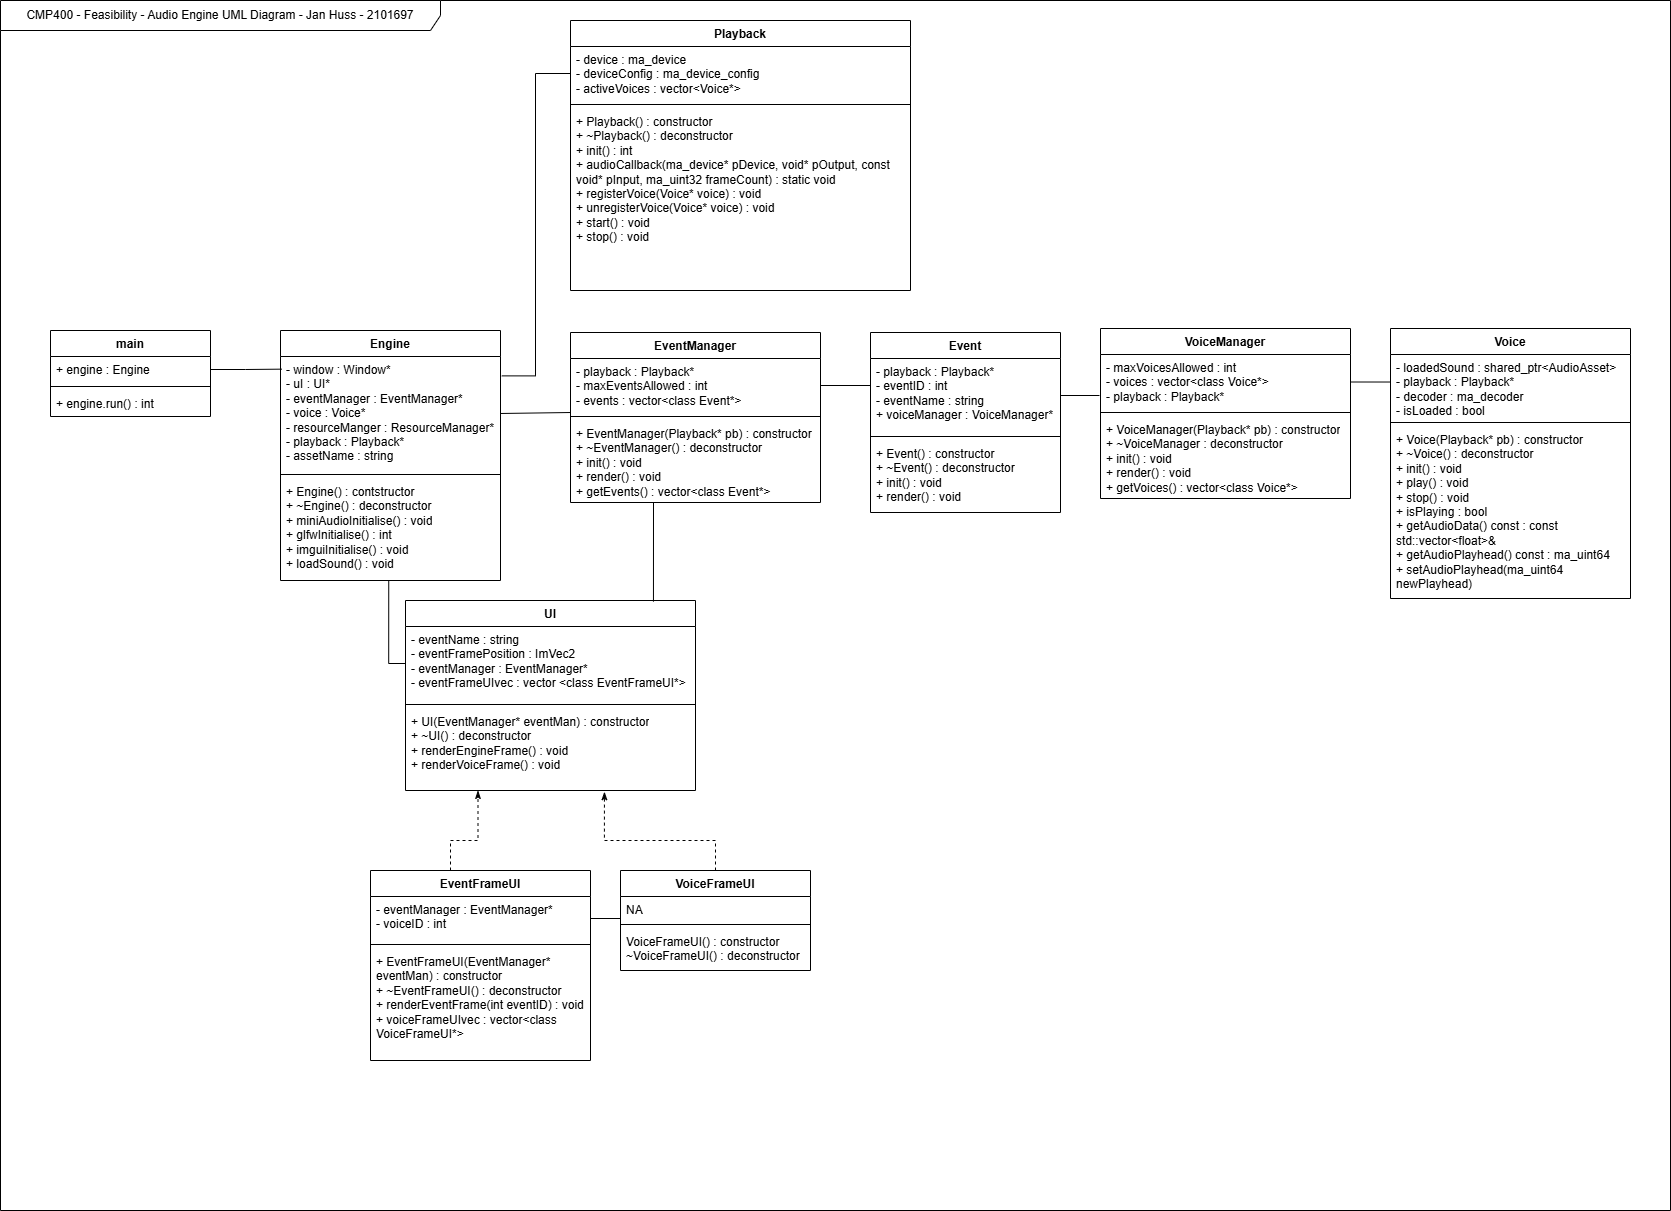 CMP400 - Feasibility - Audio Engine UML Diagram - Jan Huss - 2101697
Playback
- device : ma_device
- deviceConfig : ma_device_config
- activeVoices : vector<Voice*>
+ Playback() : constructor
+ ~Playback() : deconstructor
+ init() : int
+ audioCallback(ma_device* pDevice, void* pOutput, const
void* pInput, ma_uint32 frameCount) : static void
+ registerVoice(Voice* voice) : void
+ unregisterVoice(Voice* voice) : void
+ start() : void
+ stop() : void
main
+ engine : Engine
+ engine.run() : int
Engine
- window : Window*
- uI : UI*
- eventManager : EventManager*
- voice : Voice*
- resourceManger : ResourceManager*
- playback : Playback*
- assetName : string
+ Engine() : contstructor
+ ~Engine() : deconstructor
+ miniAudioInitialise() : void
+ glfwInitialise() : int
+ imguiInitialise() : void
+ loadSound() : void
EventManager
- playback : Playback*
- maxEventsAllowed : int
- events : vector<class Event*>
+ EventManager(Playback* pb) : constructor
+ ~EventManager() : deconstructor
+ init() : void
+ render() : void
+ getEvents() : vector<class Event*>
Event
- playback : Playback*
- eventID : int
- eventName : string
+ voiceManager : VoiceManager*
+ Event() : constructor
+ ~Event() : deconstructor
+ init() : void
+ render() : void
VoiceManager
- maxVoicesAllowed : int
- voices : vector<class Voice*>
- playback : Playback*
+ VoiceManager(Playback* pb) : constructor
+ ~VoiceManager : deconstructor
+ init() : void
+ render() : void
+ getVoices() : vector<class Voice*>
Voice
- loadedSound : shared_ptr<AudioAsset>
- playback : Playback*
- decoder : ma_decoder
- isLoaded : bool
+ Voice(Playback* pb) : constructor
+ ~Voice() : deconstructor
+ init() : void
+ play() : void
+ stop() : void
+ isPlaying : bool
+ getAudioData() const : const
std::vector<float>&
+ getAudioPlayhead() const : ma_uint64
+ setAudioPlayhead(ma_uint64
newPlayhead)
UI
- eventName : string
- eventFramePosition : ImVec2
- eventManager : EventManager*
- eventFrameUIvec : vector <class EventFrameUI*>
+ UI(EventManager* eventMan) : constructor
+ ~UI() : deconstructor
+ renderEngineFrame() : void
+ renderVoiceFrame() : void
EventFrameUI
- eventManager : EventManager*
- voiceID : int
+ EventFrameUI(EventManager*
eventMan) : constructor
+ ~EventFrameUI() : deconstructor
+ renderEventFrame(int eventID) : void
+ voiceFrameUIvec : vector<class
VoiceFrameUI*>
VoiceFrameUI
NA
VoiceFrameUI() : constructor
~VoiceFrameUI() : deconstructor